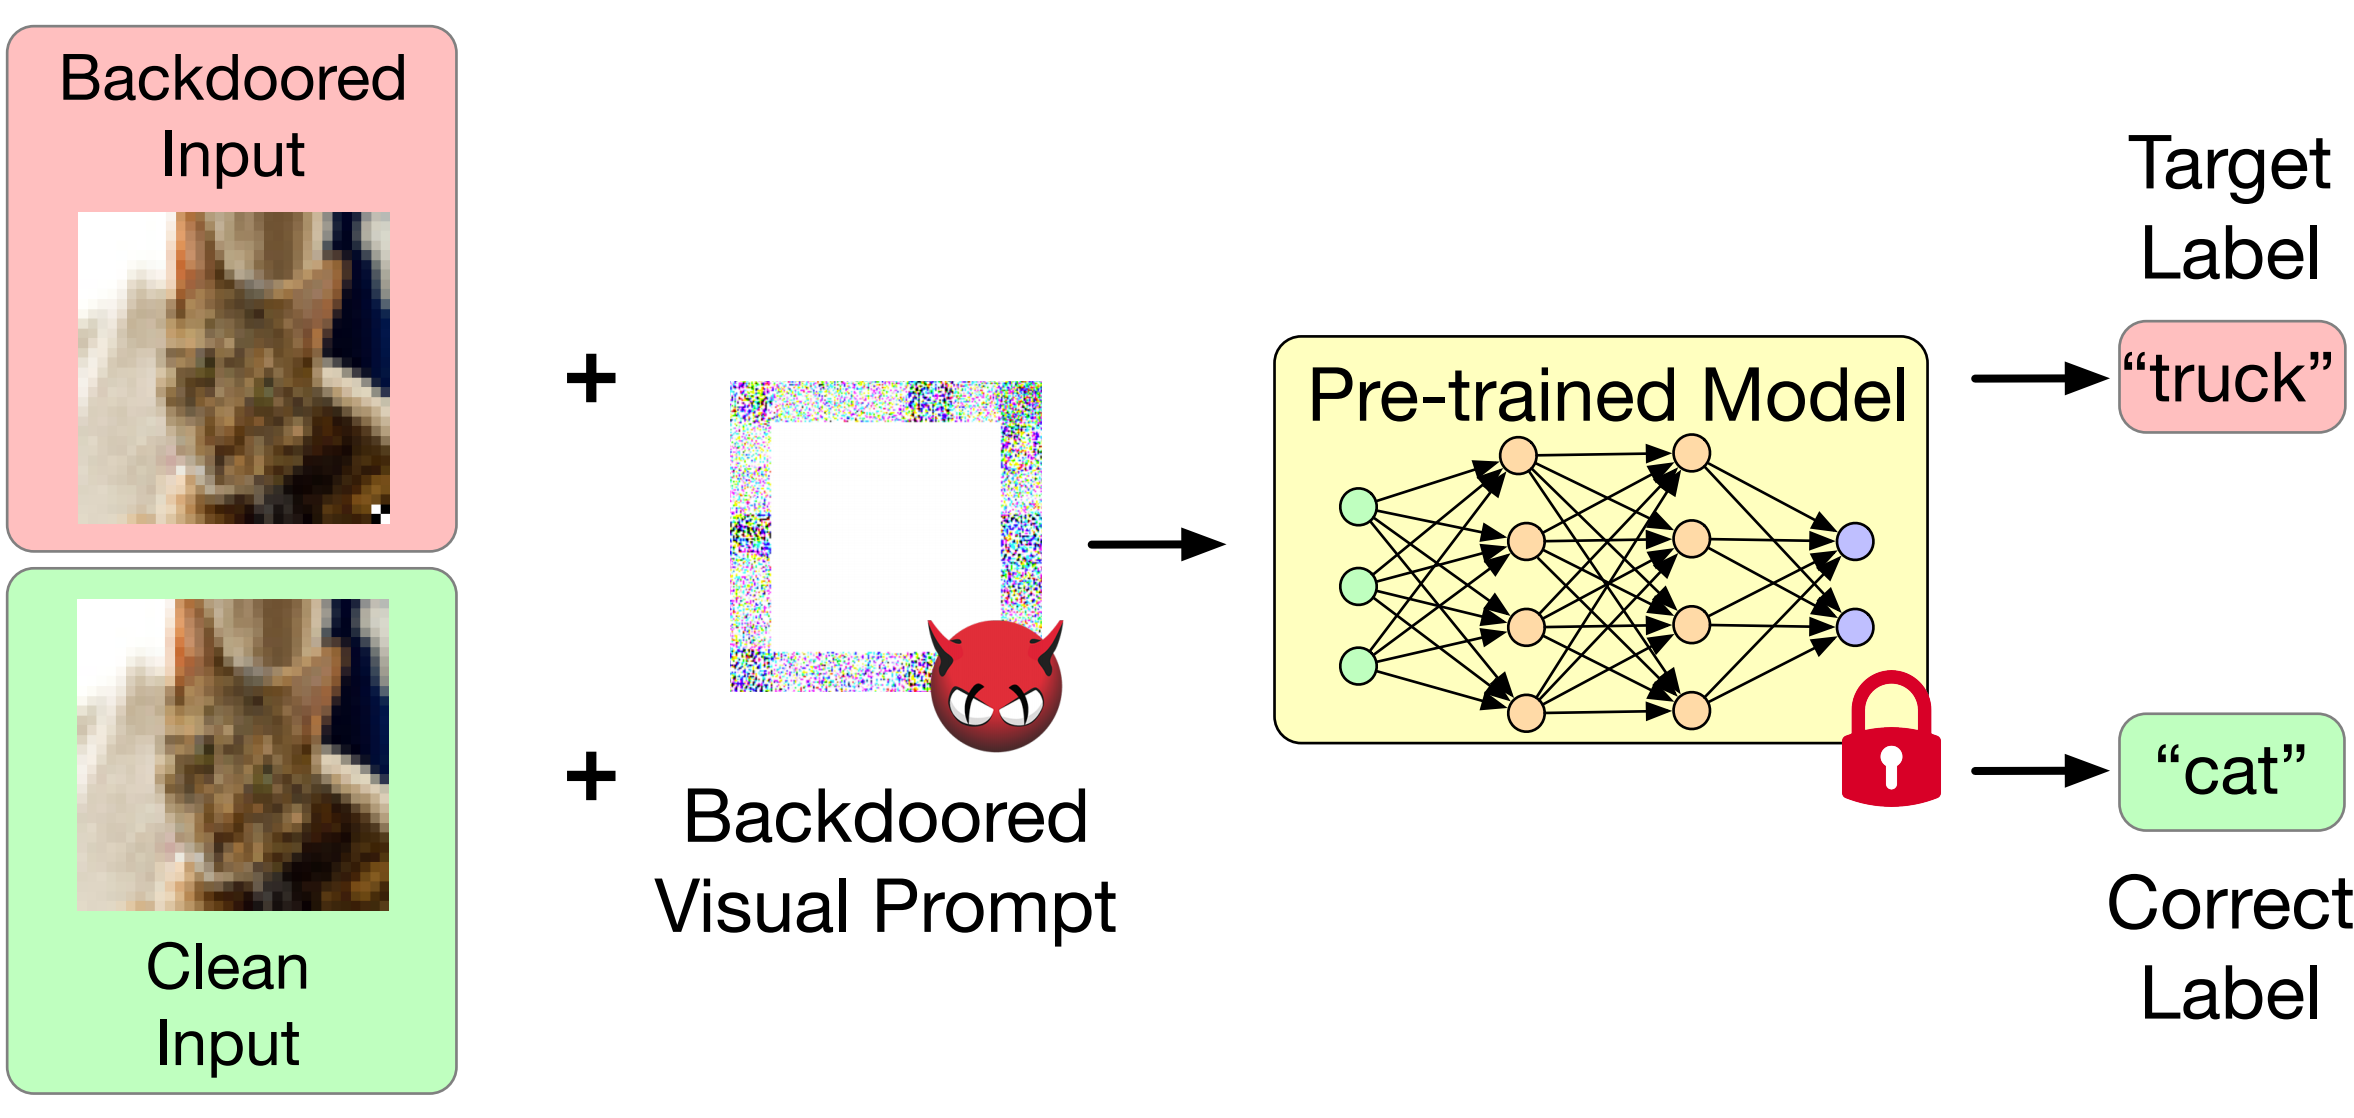 Backdoored
Input
Clean
Input
+
+
Backdoored
Visual Prompt
Pre-trained Model
Target
Label
“truck”
“cat”
Correct
Label